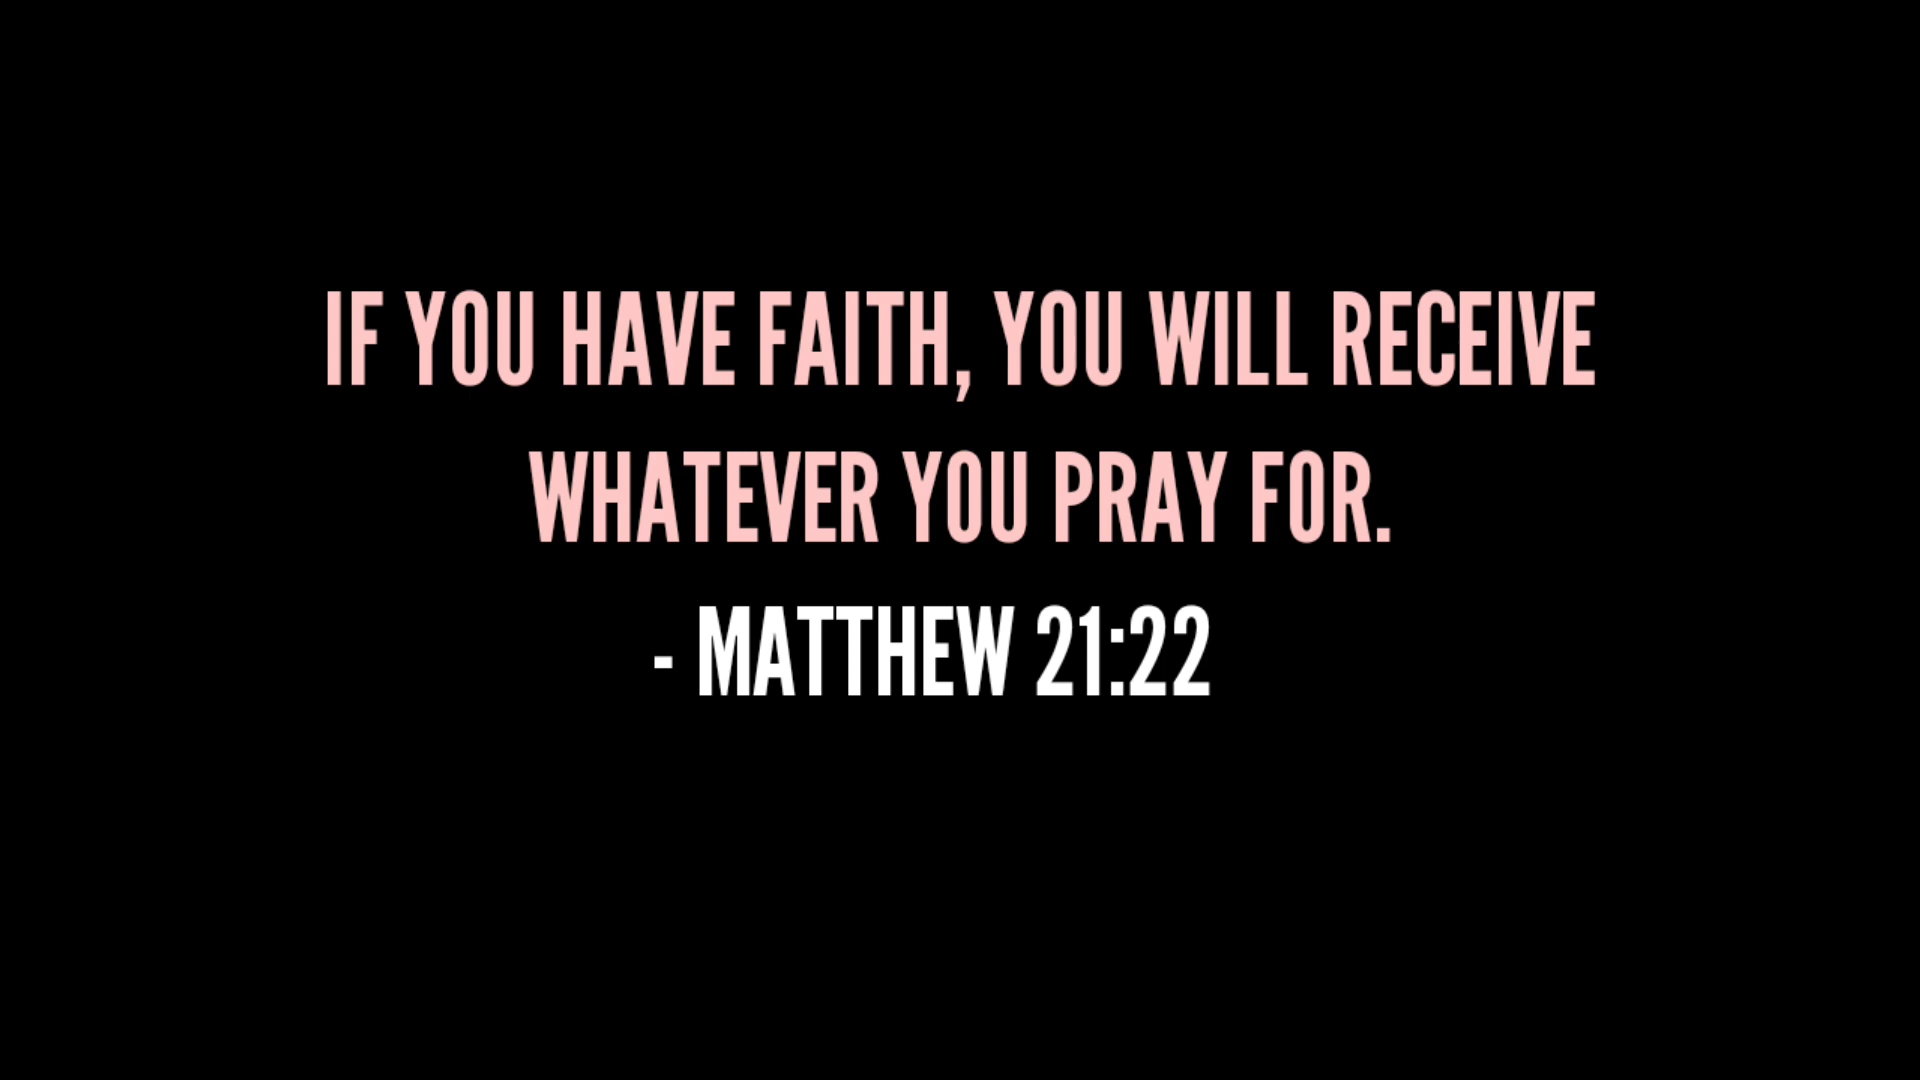 IF YOU HAVE FAITH, YOU WILL RECEIVE
WHATEVER YOU PRAY FOR.
- MATTHEW 21:22